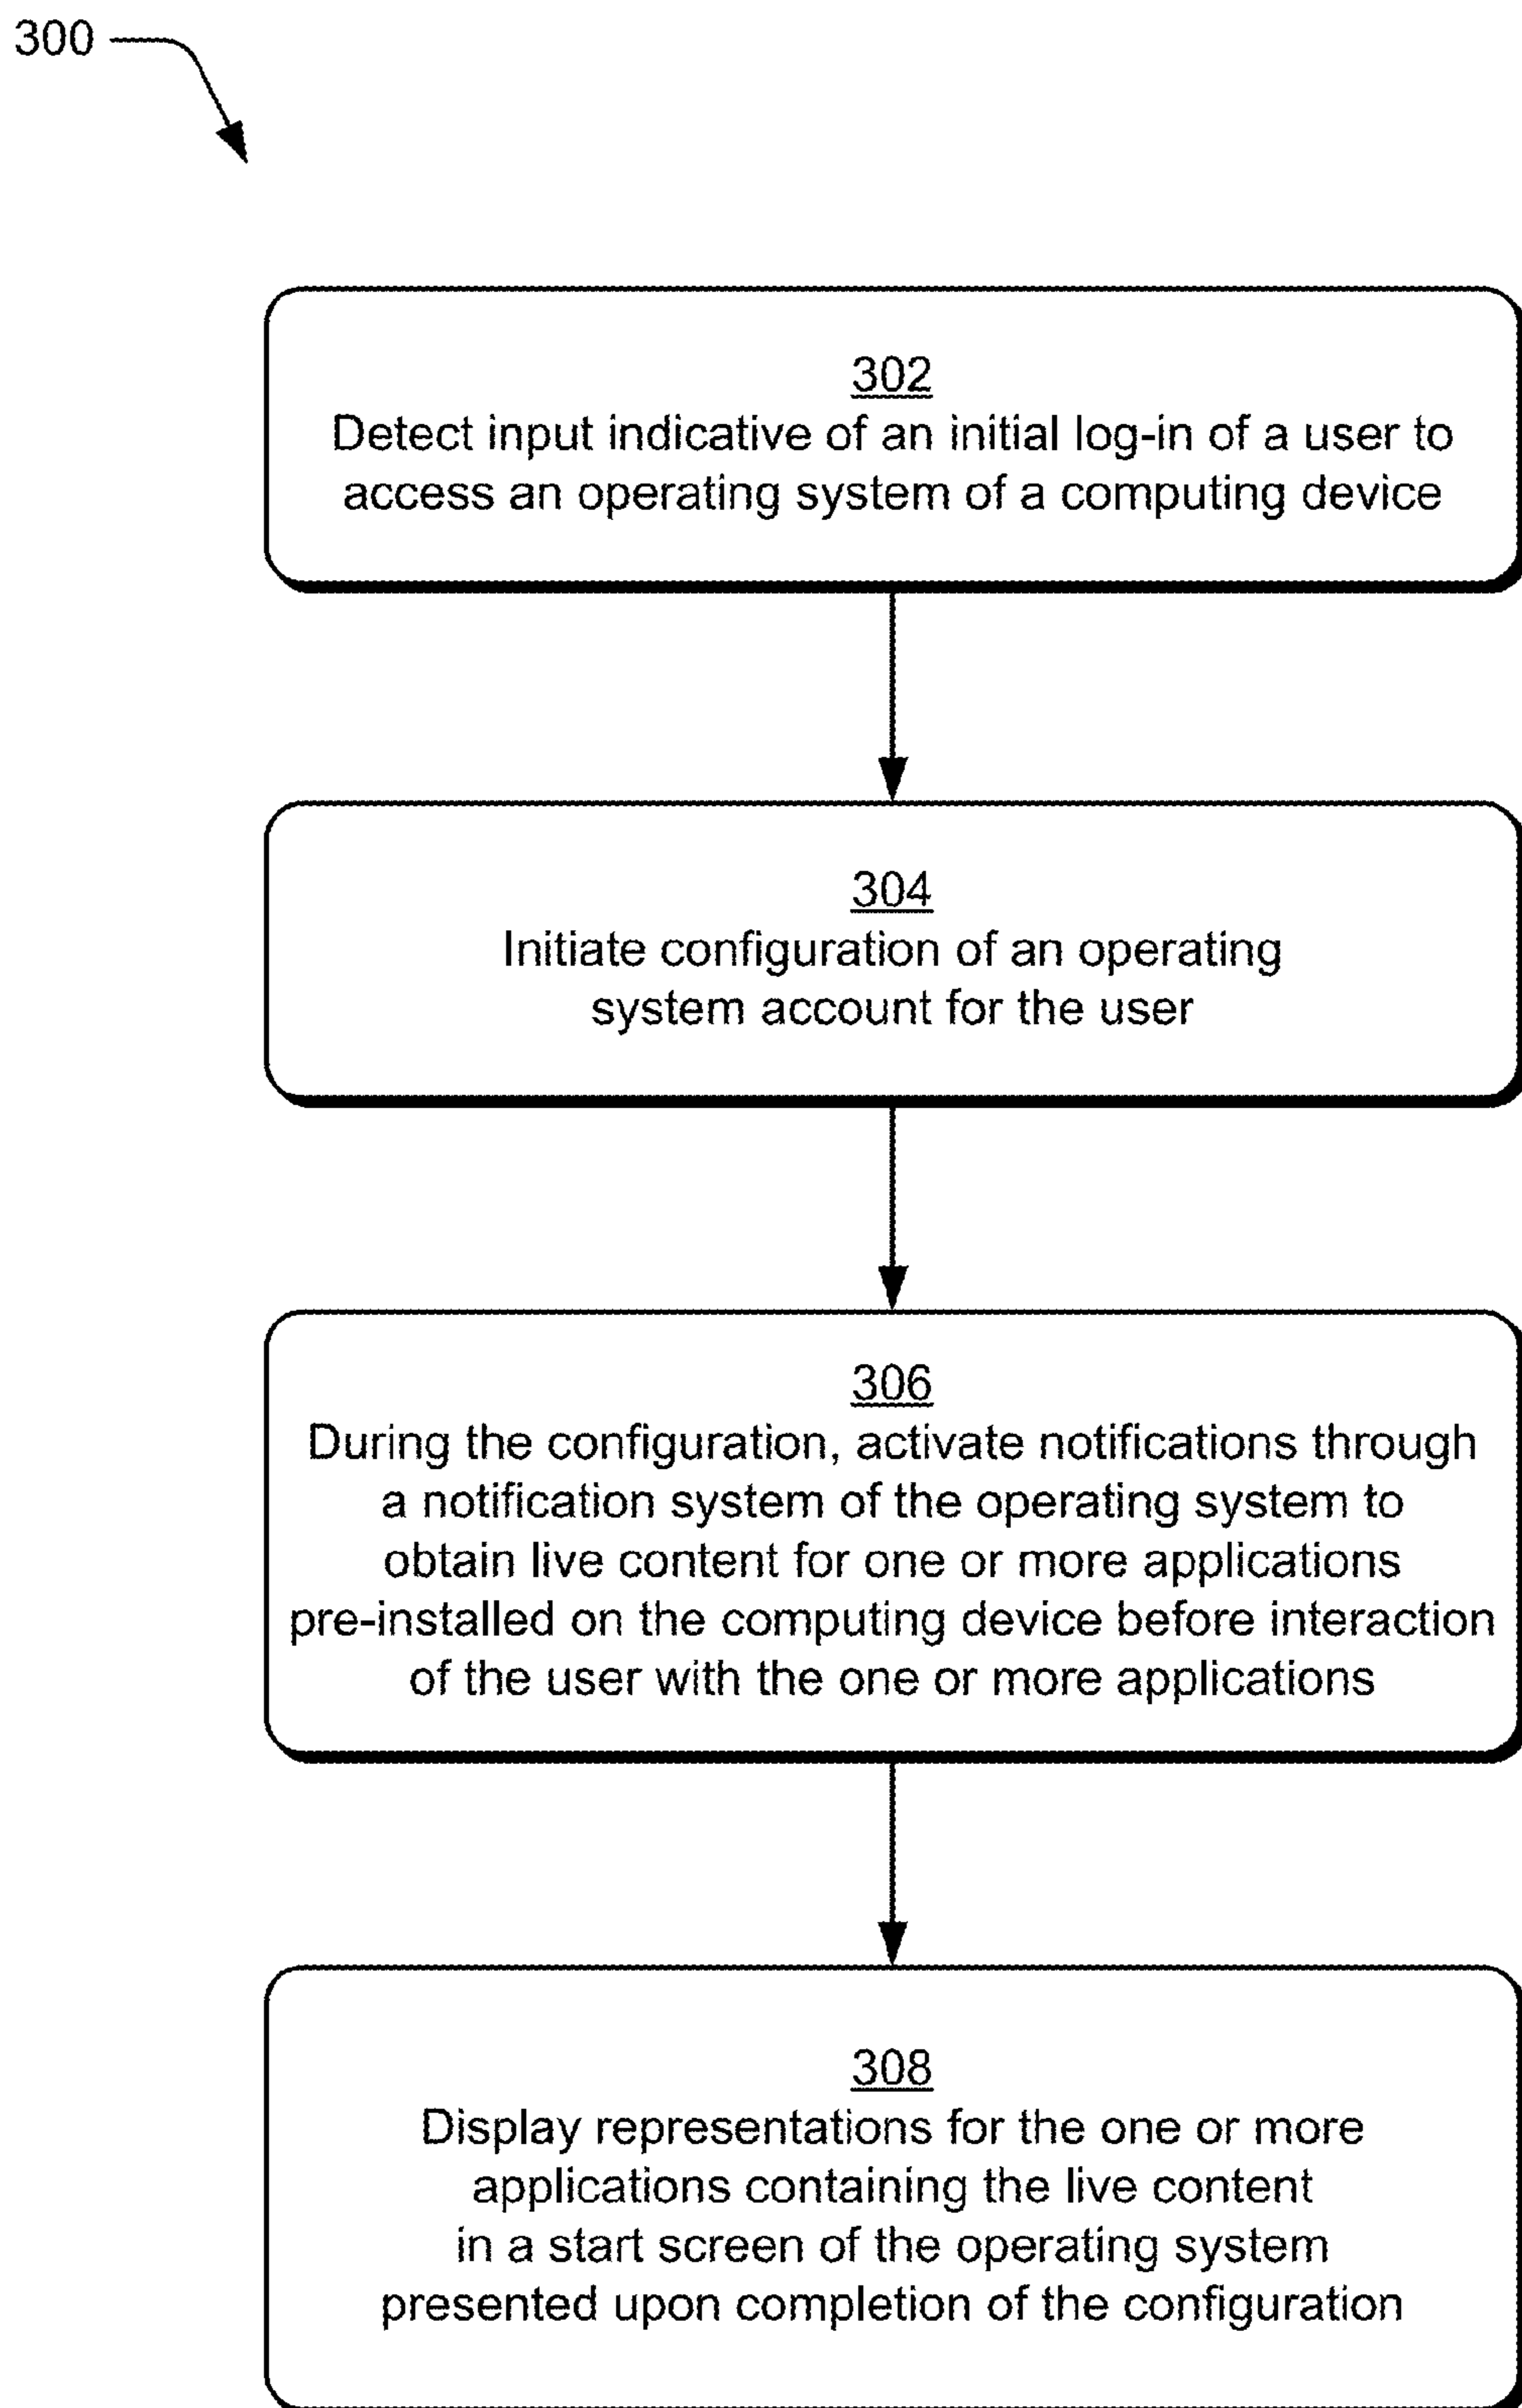 300
302
Detect input indicative of an initial log-in of a user to
access an operating system of a computing device
304
Initiate configuration of an operating
system account for the user
306
During the configuration, activate notifications through
a notification system of the operating system to
obtain live content for one or more applications
pre-installed on the computing device before interaction
of the user with the one or more applications
308
Display representations for the one or more
applications containing the live content
in a start screen of the operating system
presented upon completion of the configuration